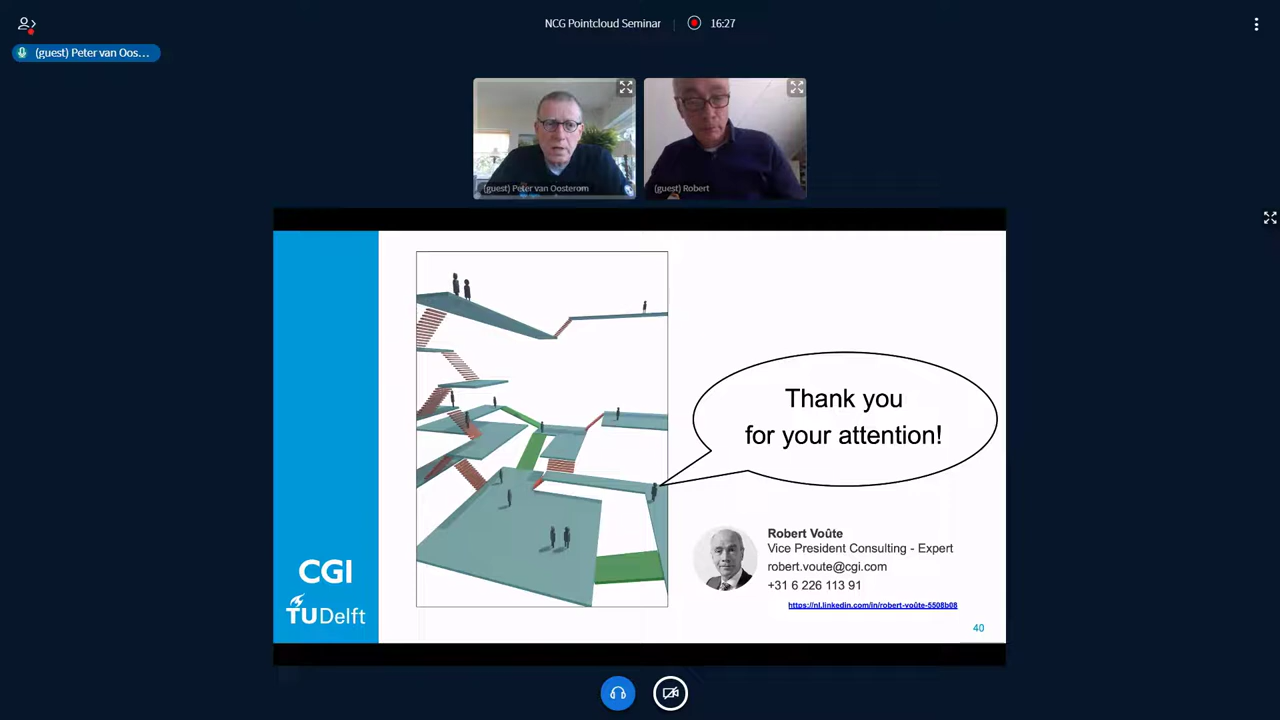 NCG Pointcloud Seminar
16:27
(guest) Peter van Oos...
(guest) Peter van Oosterom
(guest) Robert
Thank you
for your attention!
Robert Voûte
Vice President Consulting - Expert
robert.voute@cgi.com
+31 6 226 113 91
https://nl.linkedin.com/in/robert-voûte-5508b08
CGI
TUDelft
40